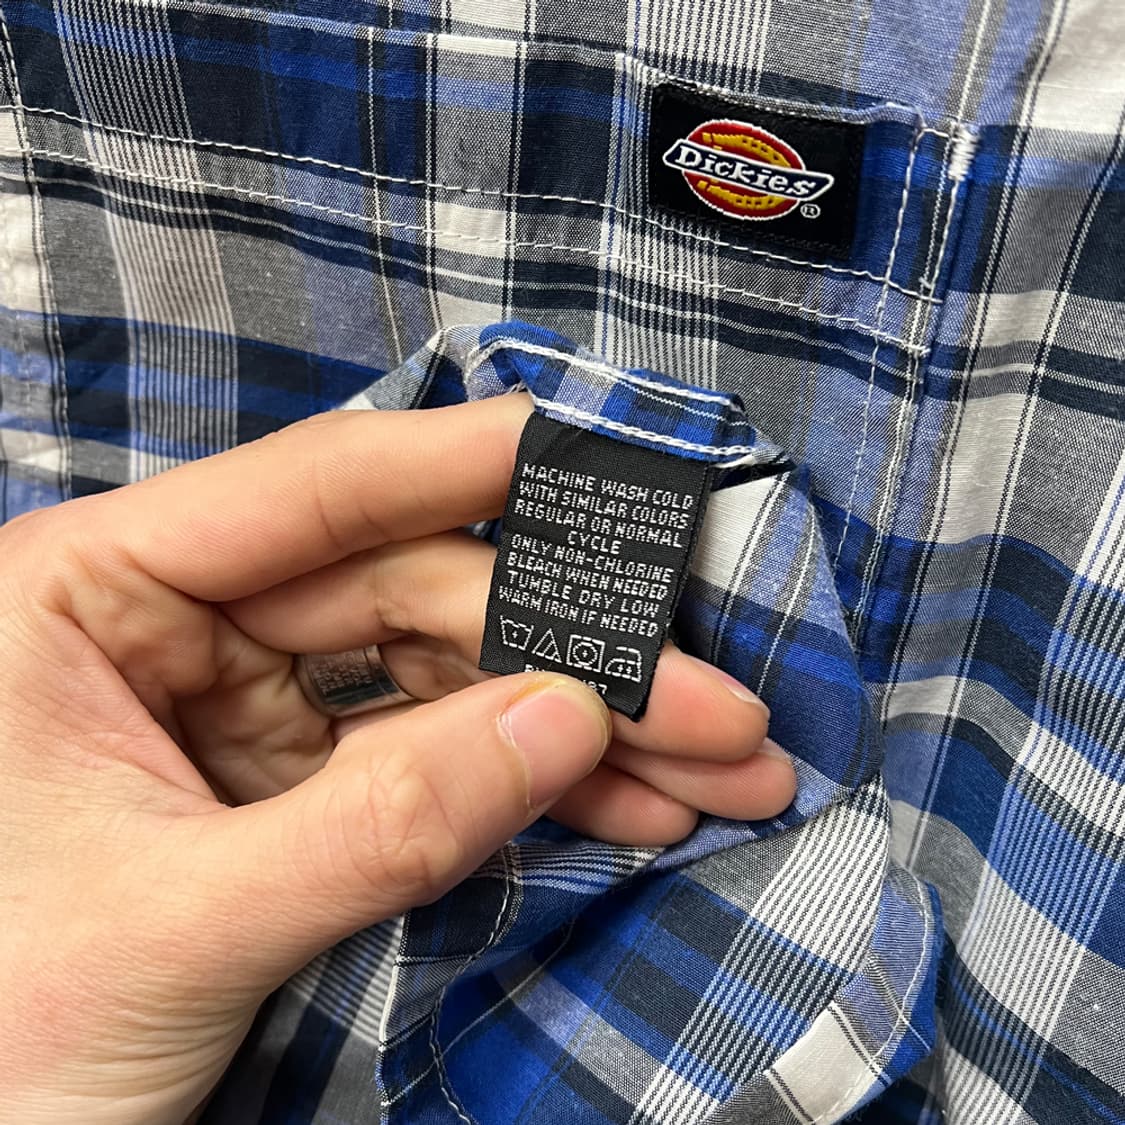 Dickies
®
MACHINE WASH COLD
WITH SIMILAR COLORS
REGULAR OR NORMAL
CYCLE
ONLY NON-CHLORINE
BLEACH WHEN NEEDED
TUMBLE DRY LOW
WARM IRON IF NEEDED